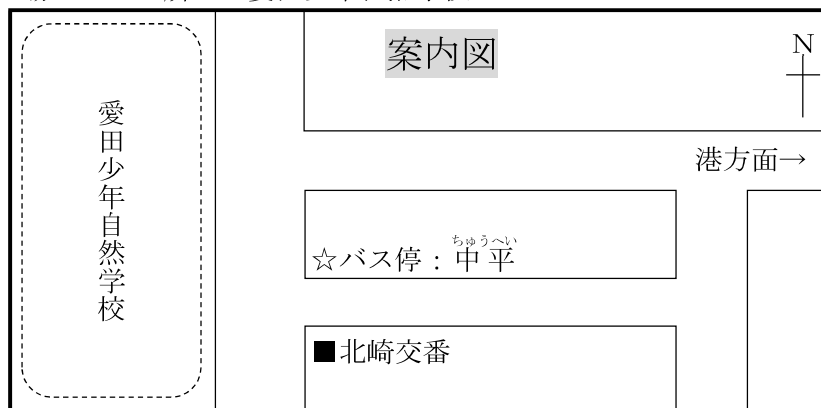 案内図
N
愛田少年自然学校
港方面→
ちゅうへい
☆バス停：中平
■北崎交番